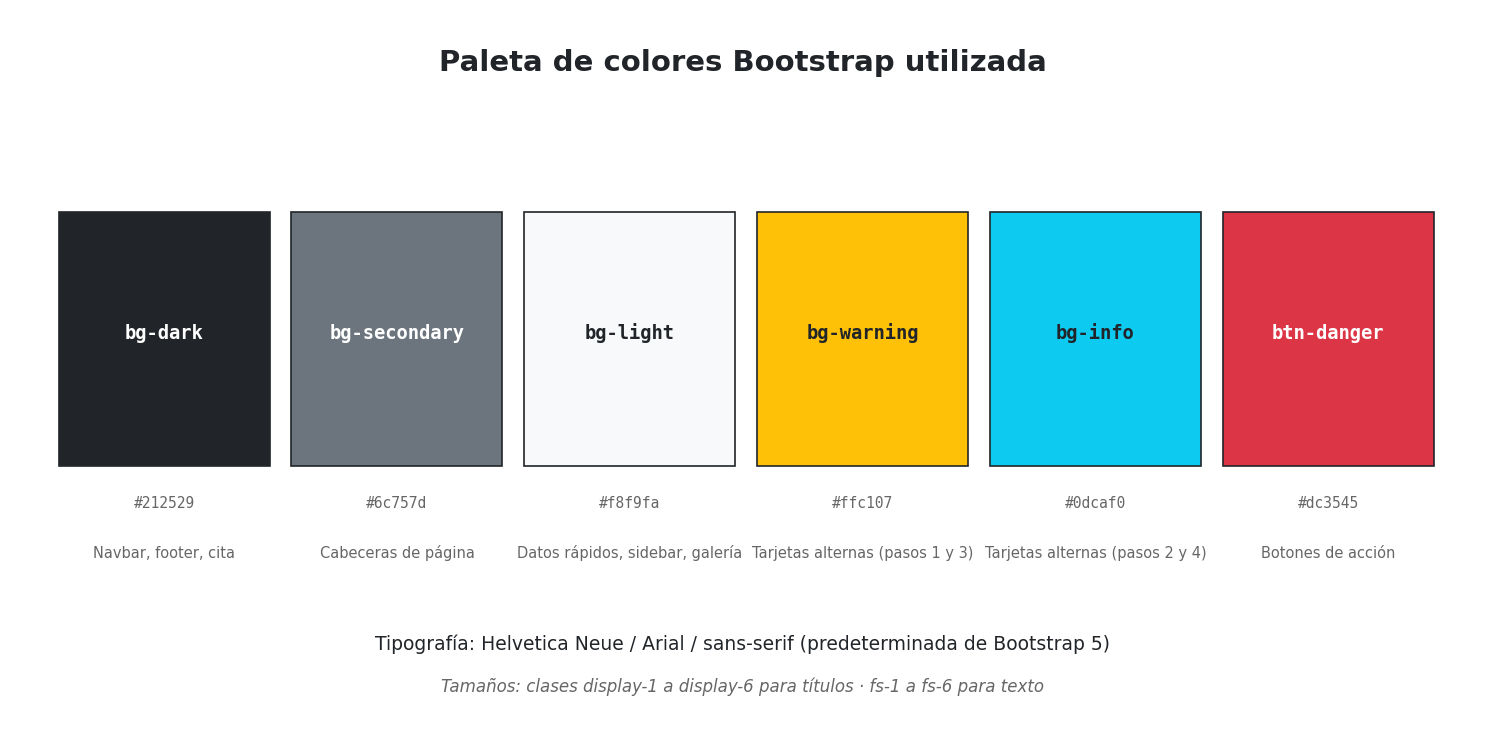 Paleta de colores Bootstrap utilizada
bg-dark
bg-secondary
bg-light
bg-warning
bg-info
btn-danger
#212529
#6c757d
#f8f9fa
#ffc107
#0dcaf0
#dc3545
Navbar, footer, cita
Cabeceras de página
Datos rápidos, sidebar, galería
Tarjetas alternas (pasos 1 y 3)
Tarjetas alternas (pasos 2 y 4)
Botones de acción
Tipografía: Helvetica Neue / Arial / sans-serif (predeterminada de Bootstrap 5)
Tamaños: clases display-1 a display-6 para títulos · fs-1 a fs-6 para texto